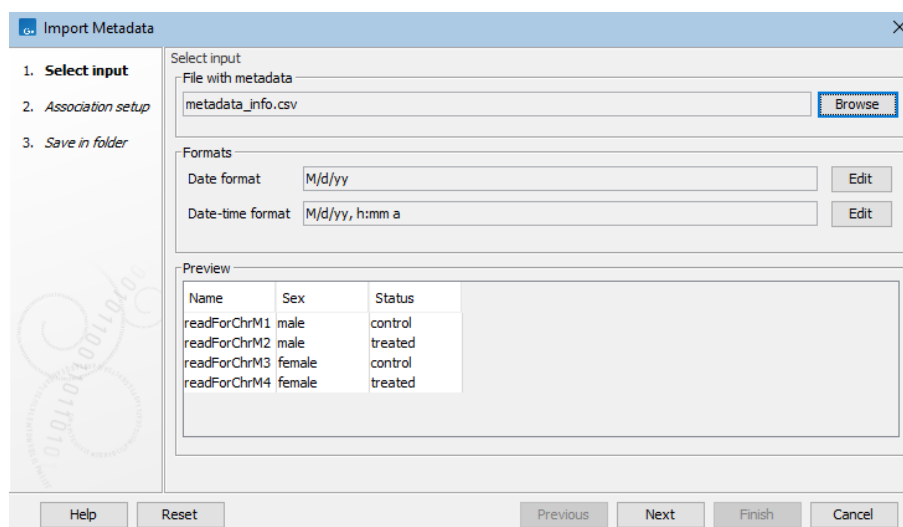 Import Metadata
1. Select input
2. Association setup
3. Save in folder
Select input
File with metadata
metadata_info.csv
Browse
Formats
Date format M/d/yy Edit
Date-time format M/d/yy, h:mm a Edit
Preview
Name Sex Status
readForChrM1 male control
readForChrM2 male treated
readForChrM3 female control
readForChrM4 female treated
Help Reset Previous Next Finish Cancel